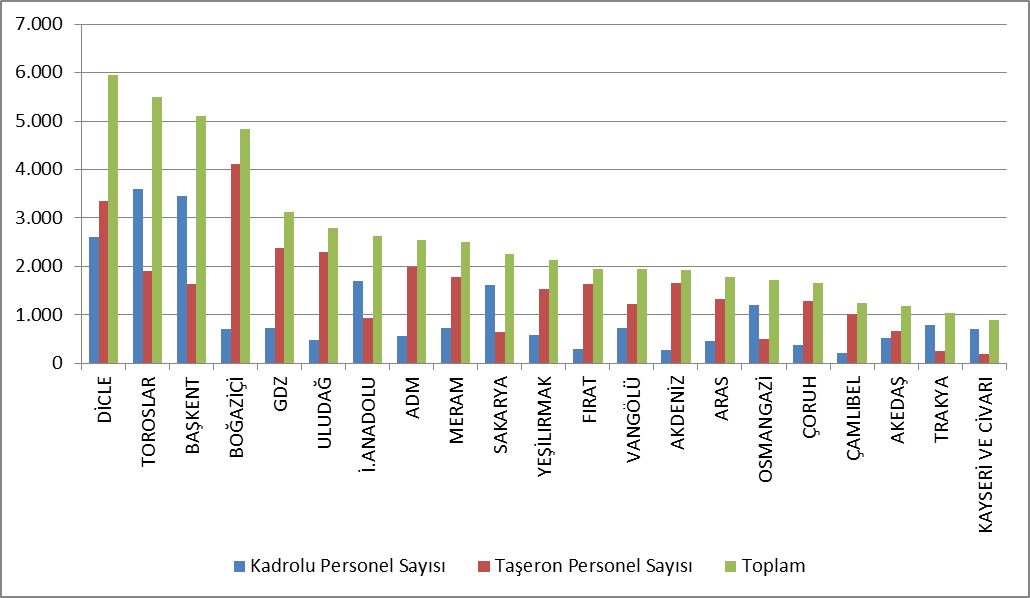 7.000
6.000
5.000
4.000
3.000
2.000
1.000
0
DİCLE
TOROSLAR
BAŞKENT
BOĞAZİÇİ
GDZ
ULUDAĞ
İ.ANADOLU
ADM
MERAM
SAKARYA
YEŞİLIRMAK
FIRAT
VANGÖLÜ
AKDENİZ
ARAS
OSMANGAZİ
ÇORUH
ÇAMLIBEL
AKEDAŞ
TRAKYA
KAYSERİ VE CİVARI
Kadrolu Personel Sayısı Taşeron Personel Sayısı Toplam